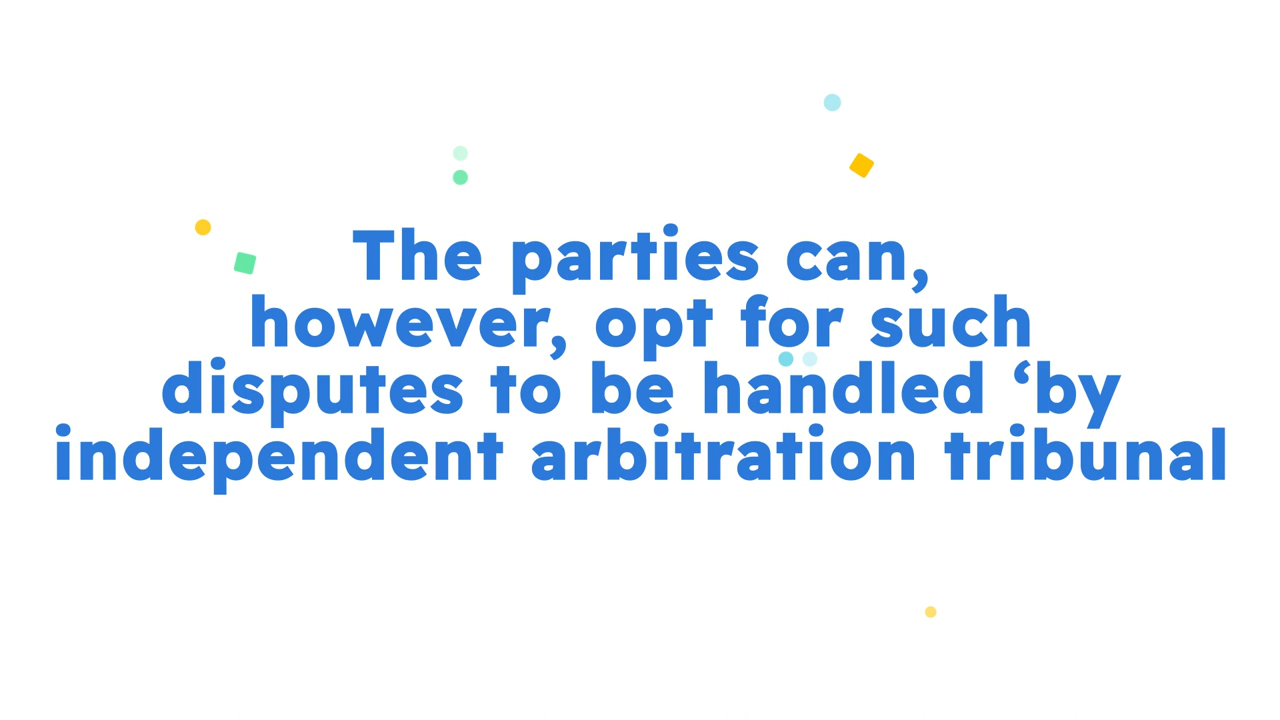 The parties can,
however, opt for such
disputes to be handled ‘by
independent arbitration tribunal